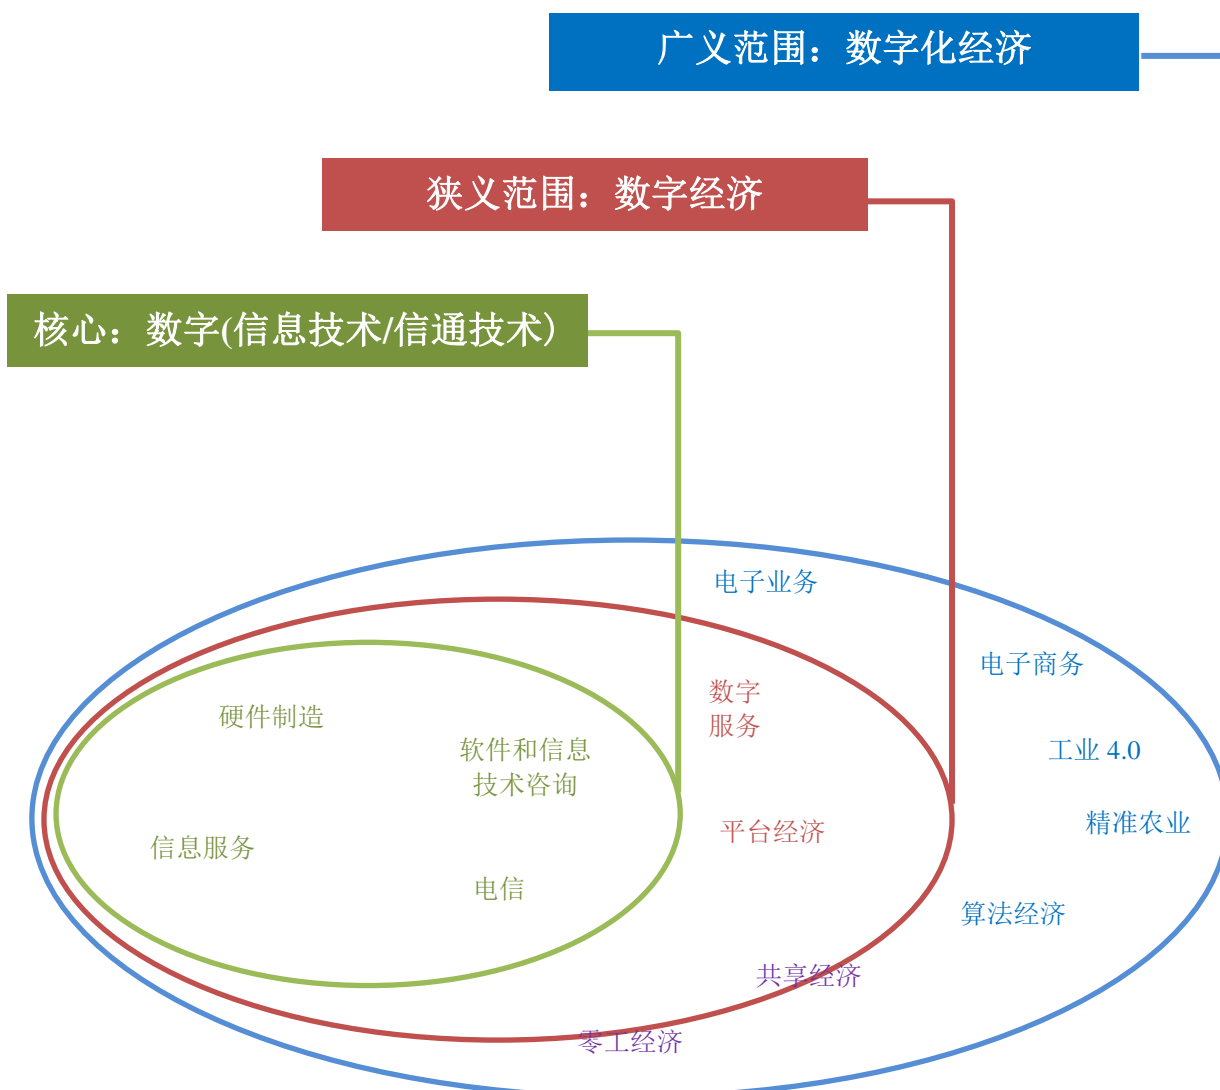 广义范围：数字化经济
狭义范围：数字经济
核心：数字(信息技术/信通技术)
电子业务
电子商务
数字
服务
硬件制造
软件和信息
技术咨询
工业 4.0
精准农业
平台经济
信息服务
电信
算法经济
共享经济
零工经济